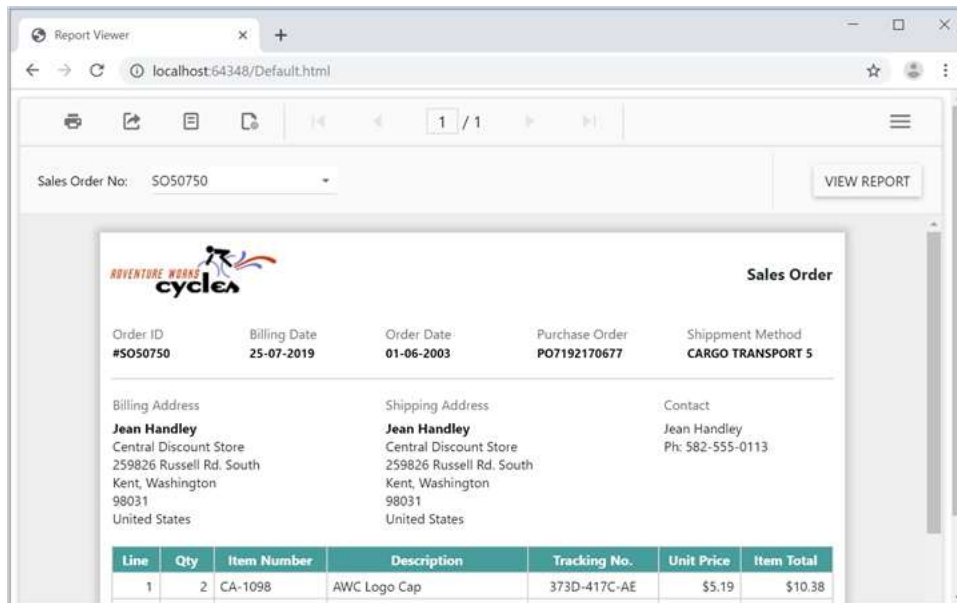 Report Viewer
localhost:64348/Default.html
1 / 1
Sales Order No: SO50750 VIEW REPORT
ADVENTURE WORKS
cycles
Sales Order
Order ID Billing Date Order Date Purchase Order Shippment Method
#SO50750 25-07-2019 01-06-2003 PO7192170677 CARGO TRANSPORT 5
Billing Address Shipping Address Contact
Jean Handley Jean Handley Jean Handley
Central Discount Store Central Discount Store Ph: 582-555-0113
259826 Russell Rd. South 259826 Russell Rd. South
Kent, Washington Kent, Washington
98031 98031
United States United States
Line Qty Item Number Description Tracking No. Unit Price Item Total
1 2 CA-1098 AWC Logo Cap 373D-417C-AE $5.19 $10.38